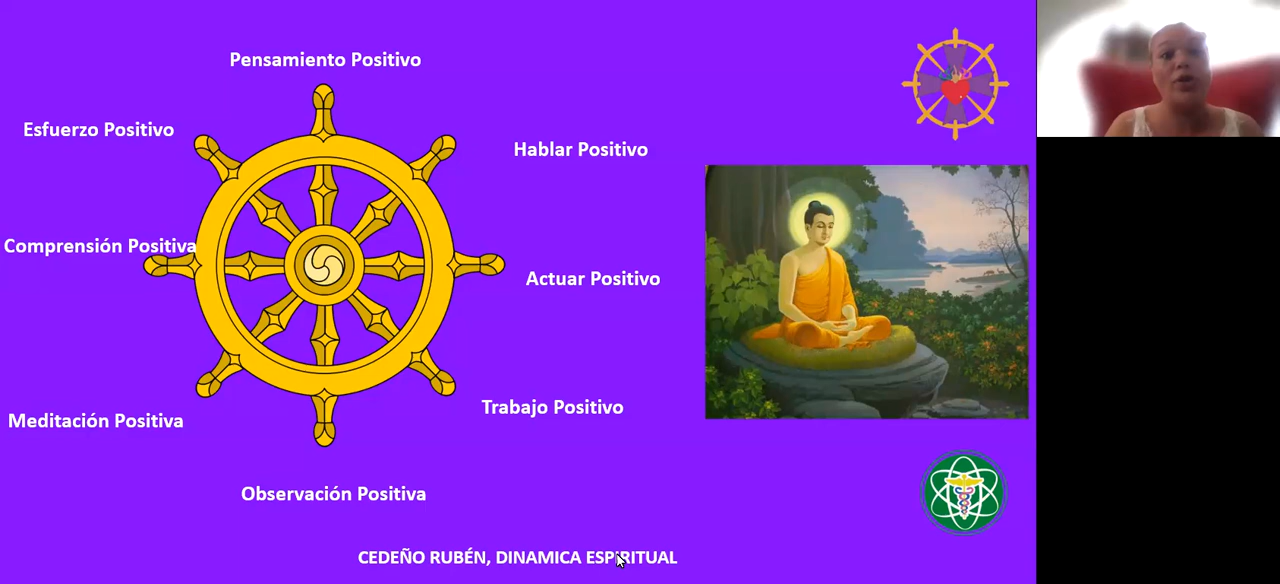 Pensamiento Positivo
Esfuerzo Positivo
Hablar Positivo
Comprensión Positiva
Actuar Positivo
Trabajo Positivo
Meditación Positiva
Observación Positiva
CEDEÑO RUBÉN, DINAMICA ESPIRITUAL